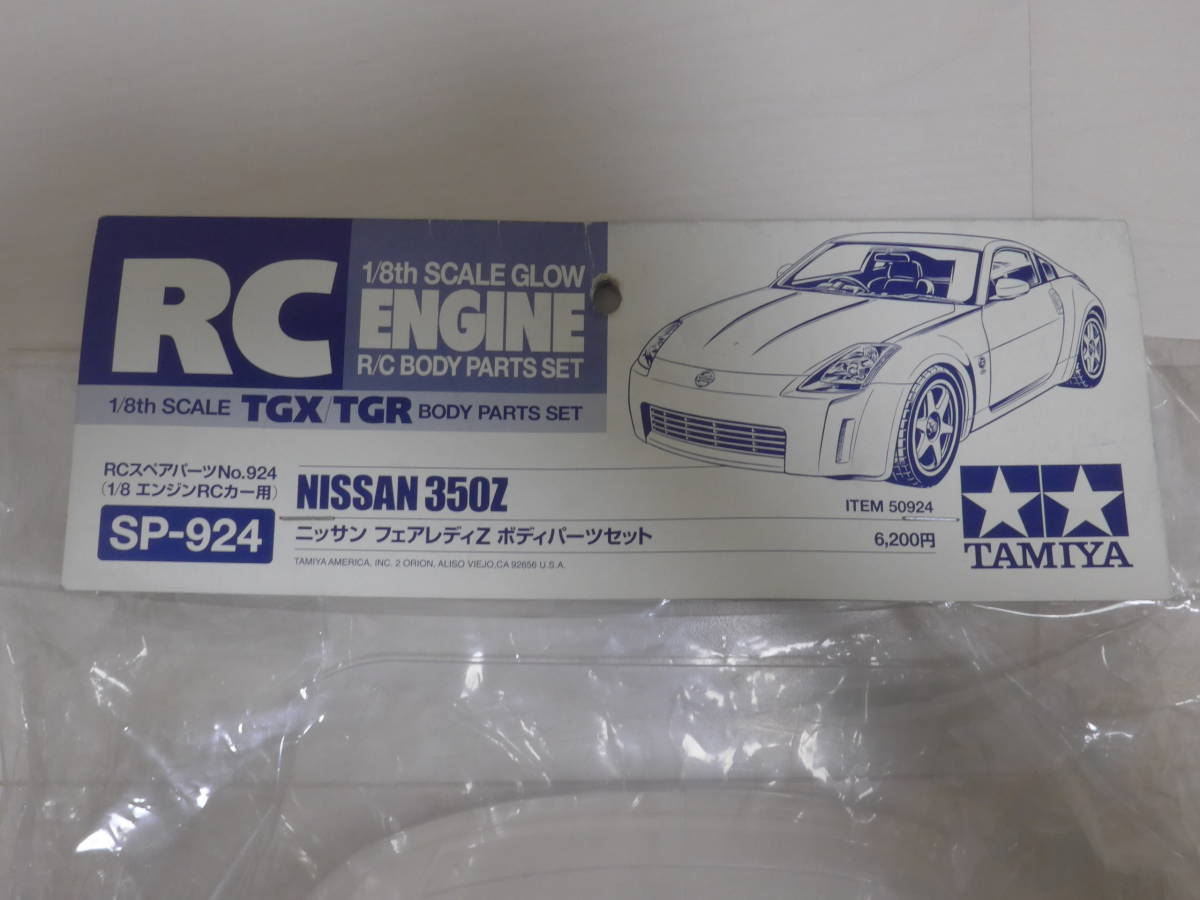 RC
1/8th SCALE GLOW
ENGINE
R/C BODY PARTS SET
1/8th SCALE TGX/TGR BODY PARTS SET
RCスペアパーツNo.924
(1/8 エンジンRCカー用)
SP-924
NISSAN 350Z
ニッサン フェアレディZ ボディパーツセット
TAMIYA AMERICA, INC. 2 ORION, ALISO VIEJO, CA 92656 U.S.A.
ITEM 50924
6,200円
TAMIYA